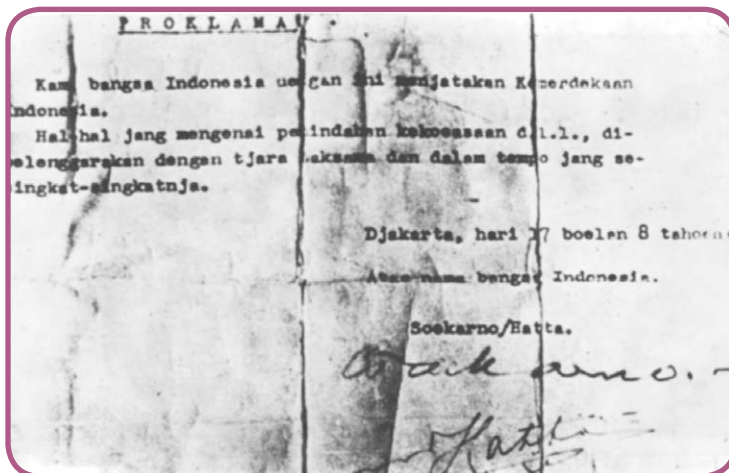 P R O K L A M A
Kami bangsa Indonesia dengan ini menjatakan Kemerdekaan
Indonesia.
Hal-hal jang mengenai pemindahan kekoeasaan d.l.l., di-
selenggarakan dengan tjara saksama dan dalam tempo jang se-
singkat-singkatnja.
Djakarta, hari 17 boelan 8 tahoen
Atas nama bangsa Indonesia.
Soekarno/Hatta.
Soekarno.
Hatta